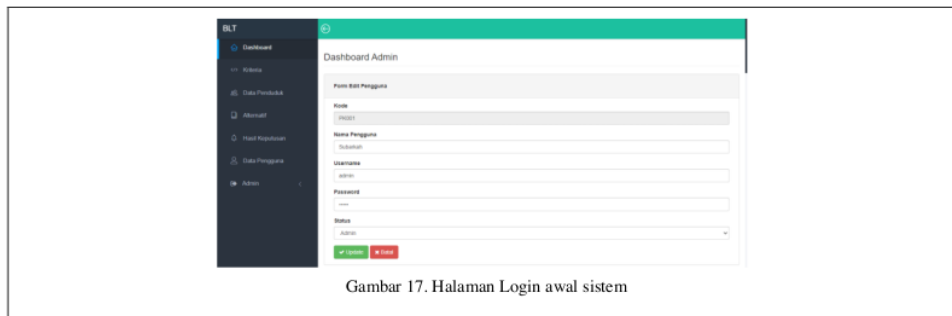 BLT
Dashboard
Kriteria
Data Penduduk
Alternatif
Hasil Keputusan
Data Pengguna
Admin
Dashboard Admin
Form Edit Pengguna
Kode
Nama Pengguna
Subarkah
Username
admin
Password
Status
Admin
Update
Batal
Gambar 17. Halaman Login awal sistem